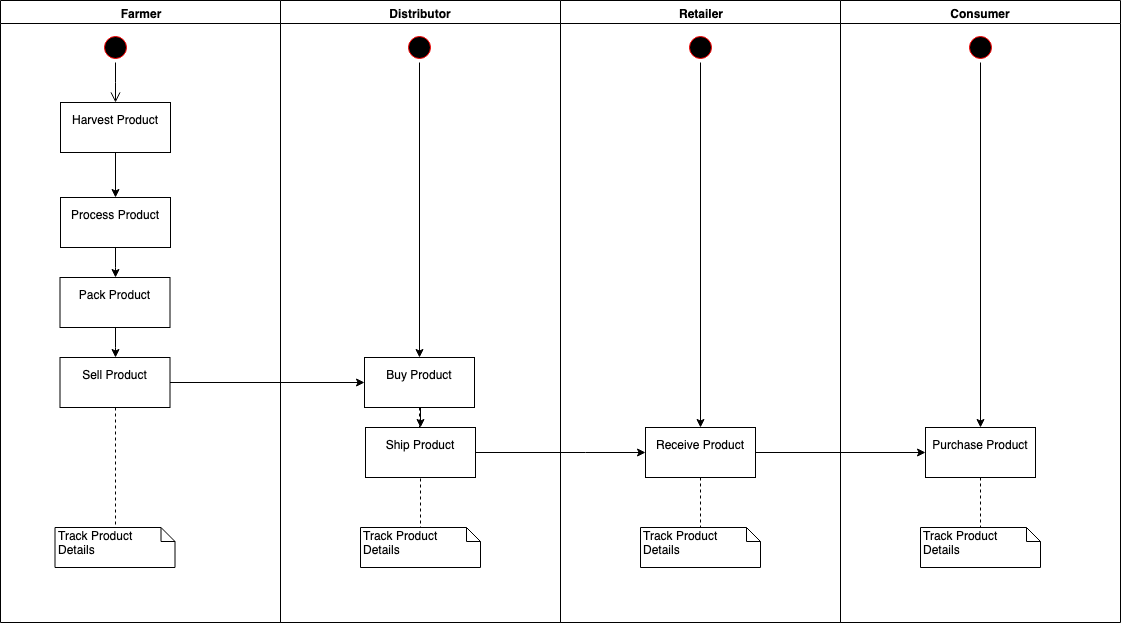 Farmer
Distributor
Retailer
Consumer
Harvest Product
Process Product
Pack Product
Sell Product
Buy Product
Ship Product
Receive Product
Purchase Product
Track Product
Details
Track Product
Details
Track Product
Details
Track Product
Details